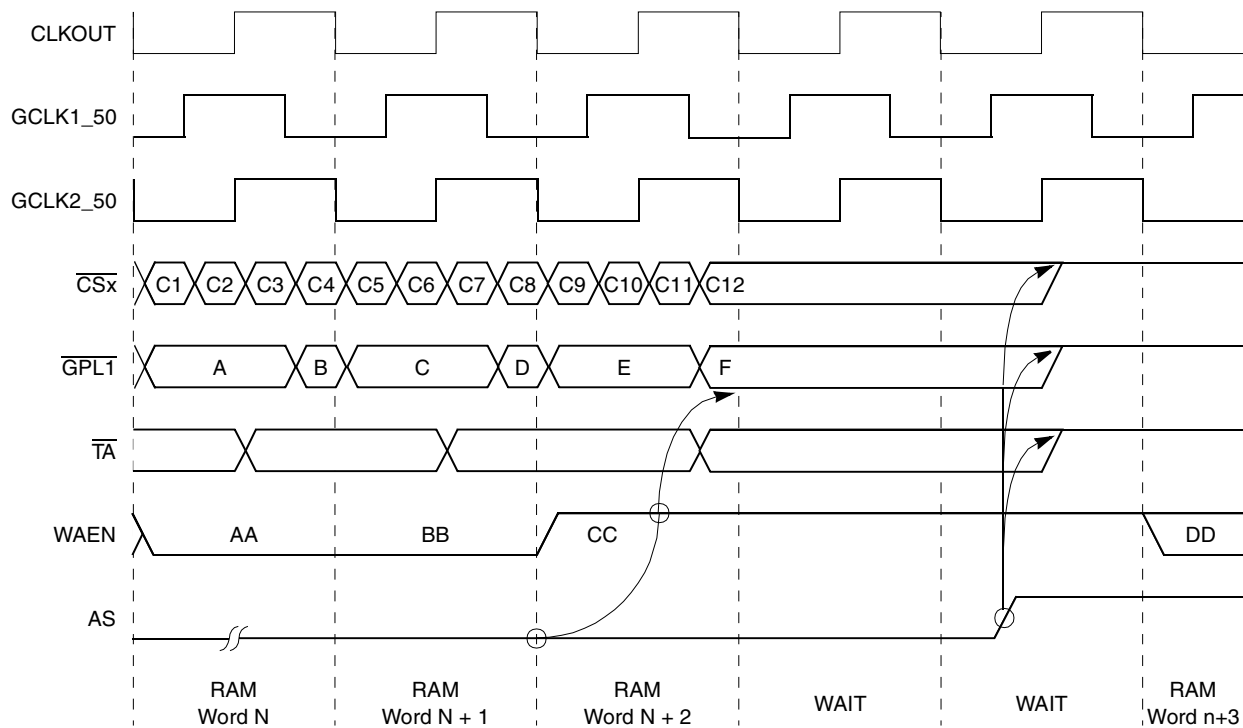 CLKOUT
GCLK1_50
GCLK2_50
CSx
C1 C2 C3 C4 C5 C6 C7 C8 C9 C10 C11 C12
GPL1
A B C D E F
TA
WAEN
AA BB CC DD
AS
RAM
Word N
RAM
Word N + 1
RAM
Word N + 2
WAIT
WAIT
RAM
Word n+3